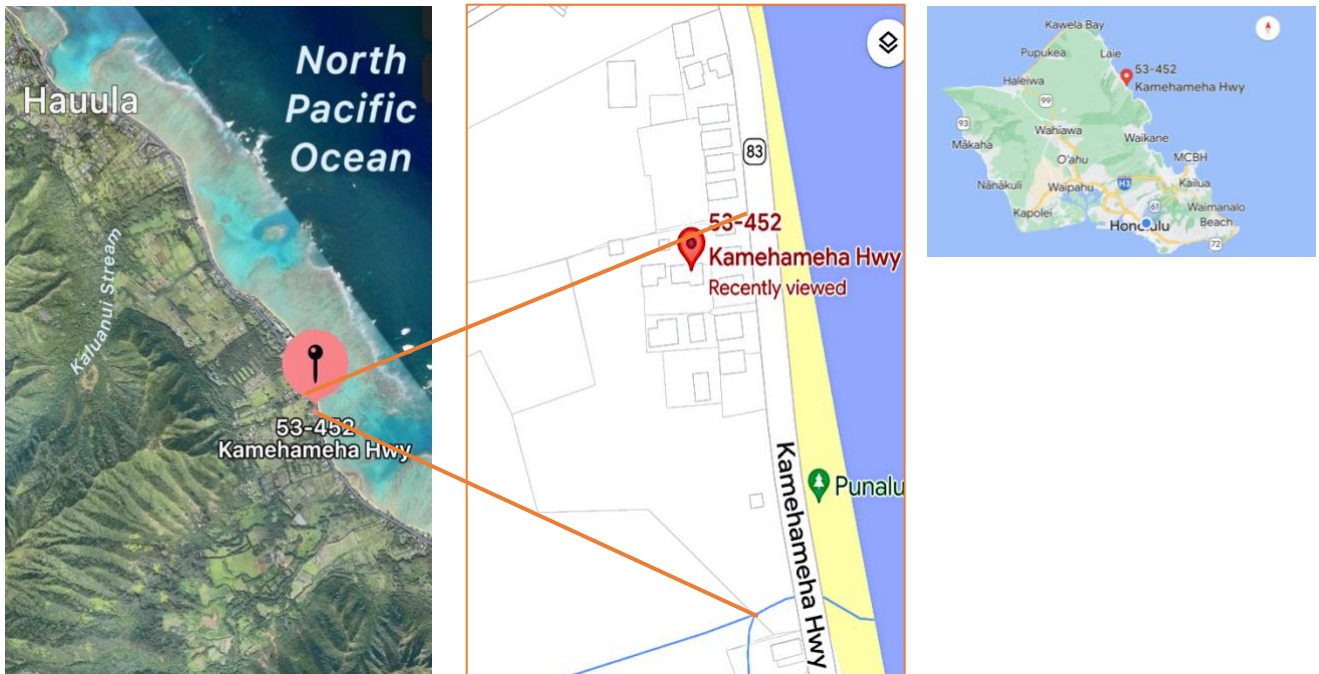 North
Pacific
Ocean
Hauula
Kaluanui Stream
53-452
Kamehameha Hwy
83
53-452
Kamehameha Hwy
Recently viewed
Punalu
Kamehameha Hwy
Kawela Bay
Pupukea
Laie
53-452
Kamehameha Hwy
Haleiwa
99
93
Wahiawa
Waikane
Mākaha
O'ahu
MCBH
Nānākuli
Waipahu
H3
Kailua
Kapolei
61
Waimanalo
Beach
Honolulu
72